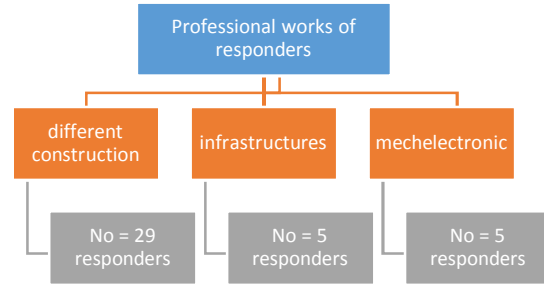 Professional works of
responders
different
construction
infrastructures
mechelectronic
No = 29
responders
No = 5
responders
No = 5
responders